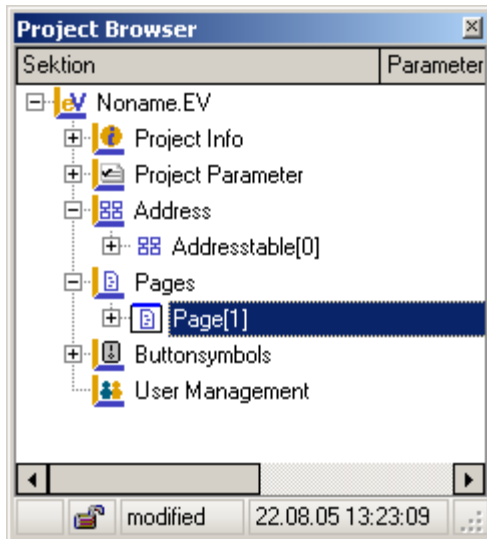 Project Browser
Sektion Parameter
eV Noname.EV
Project Info
Project Parameter
Address
Addresstable[0]
Pages
Page[1]
Buttonsymbols
User Management
modified 22.08.05 13:23:09